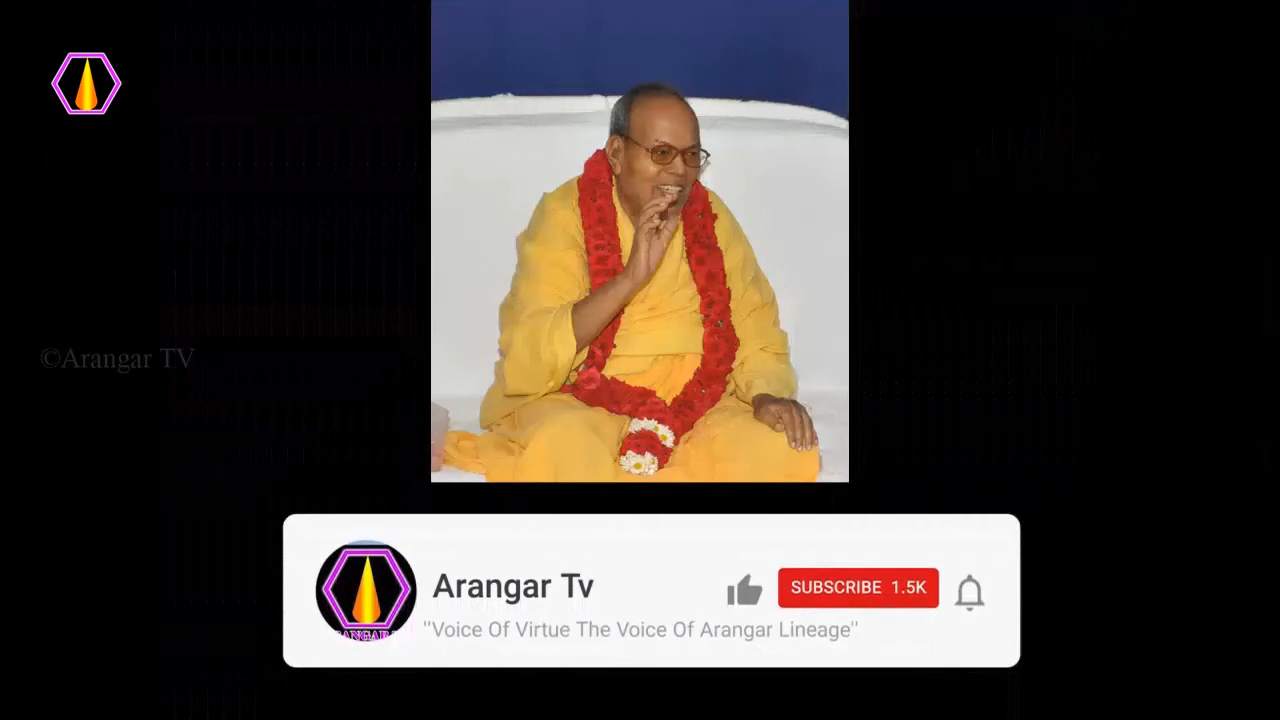 ©Arangar TV
Arangar Tv
SUBSCRIBE 1.5K
"Voice Of Virtue The Voice Of Arangar Lineage"